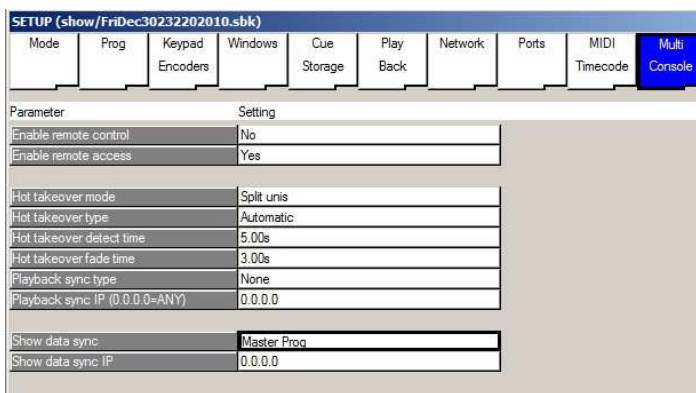 SETUP (show/FriDec30232202010.sbk)
Mode Prog Keypad Encoders Windows Cue Storage Play Back Network Ports MIDI Timecode Multi Console
Parameter Setting
Enable remote control No
Enable remote access Yes
Hot takeover mode Split unis
Hot takeover type Automatic
Hot takeover detect time 5.00s
Hot takeover fade time 3.00s
Playback sync type None
Playback sync IP (0.0.0.0=ANY) 0.0.0.0
Show data sync Master Prog
Show data sync IP 0.0.0.0